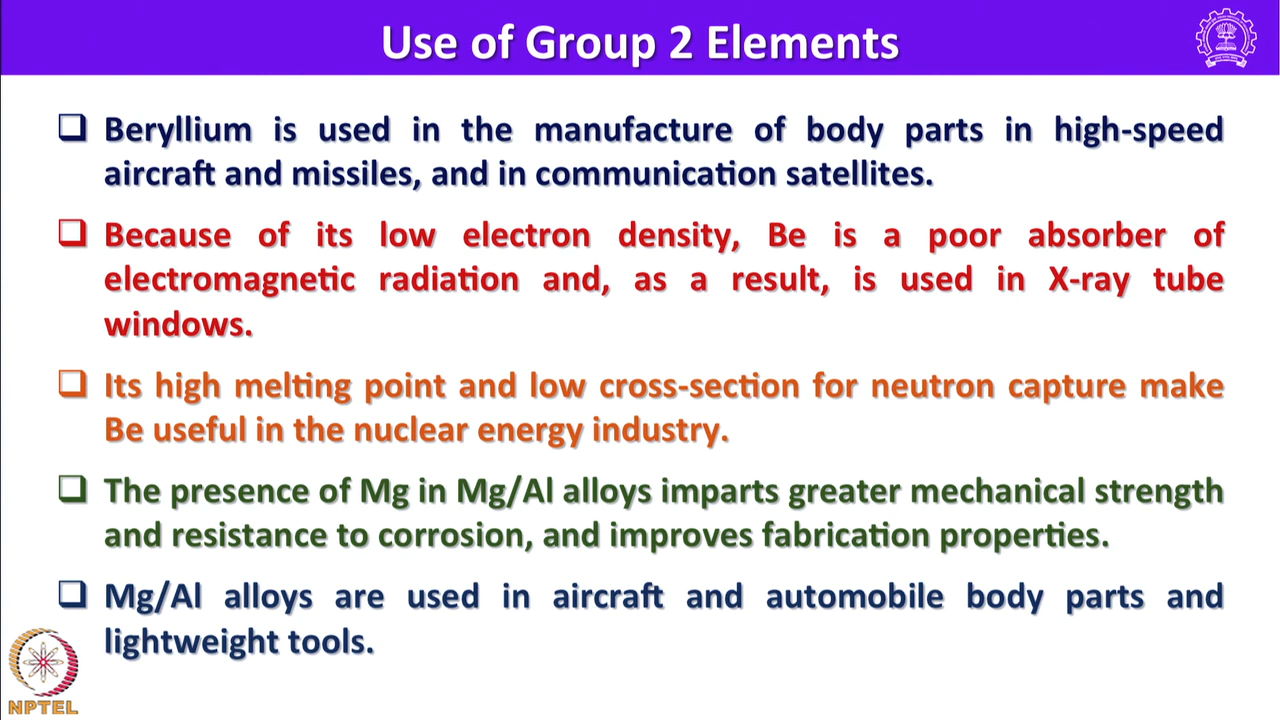 Use of Group 2 Elements
Beryllium is used in the manufacture of body parts in high-speed
aircraft and missiles, and in communication satellites.
Because of its low electron density, Be is a poor absorber of
electromagnetic radiation and, as a result, is used in X-ray tube
windows.
Its high melting point and low cross-section for neutron capture make
Be useful in the nuclear energy industry.
The presence of Mg in Mg/Al alloys imparts greater mechanical strength
and resistance to corrosion, and improves fabrication properties.
Mg/Al alloys are used in aircraft and automobile body parts and
lightweight tools.
NPTEL